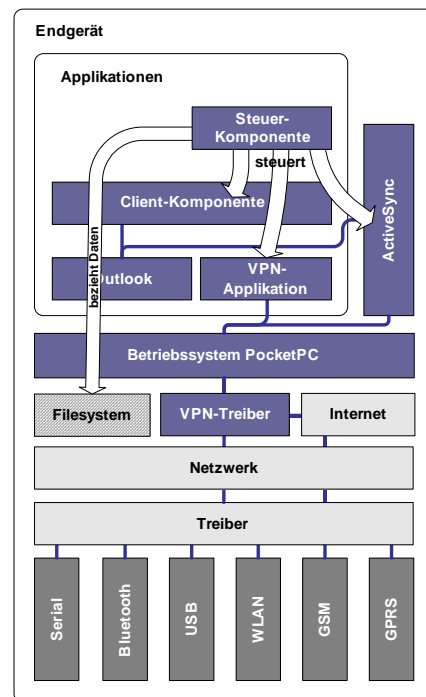 Endgerät
Applikationen
Steuer-
Komponente
steuert
Client-Komponente
ActiveSync
bezieht Daten
Outlook
VPN-
Applikation
Betriebssystem PocketPC
Filesystem
VPN-Treiber
Internet
Netzwerk
Treiber
Serial
Bluetooth
USB
WLAN
GSM
GPRS